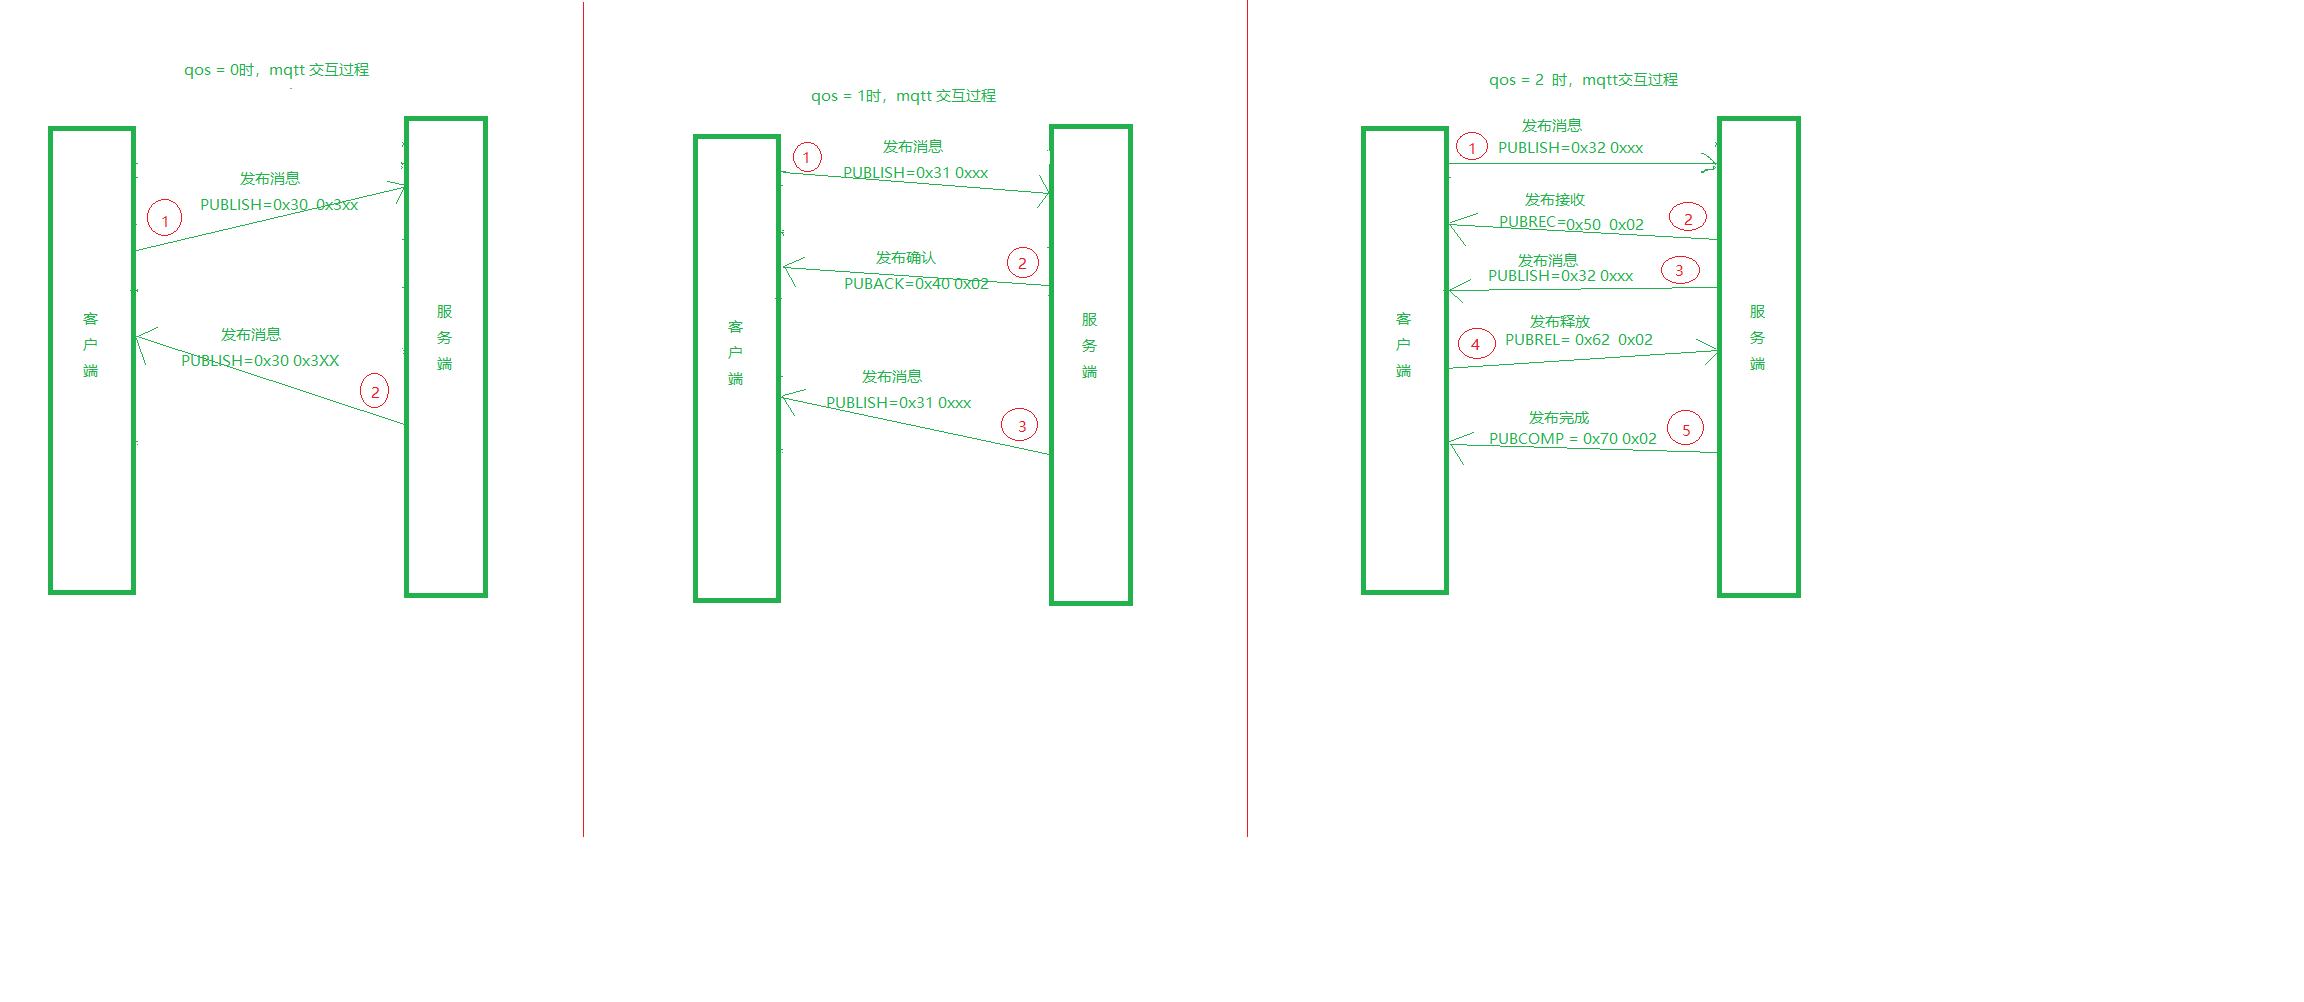 qos = 0时，mqtt 交互过程
发布消息
PUBLISH=0x30  0x3xx
1
客
户
端
服
务
端
发布消息
PUBLISH=0x30 0x3XX
2
qos = 1时，mqtt 交互过程
1
发布消息
PUBLISH=0x31 0xxx
发布确认
2
PUBACK=0x40 0x02
客
户
端
服
务
端
发布消息
PUBLISH=0x31 0xxx
3
qos = 2  时，mqtt交互过程
发布消息
1
PUBLISH=0x32 0xxx
发布接收
2
PUBREC=0x50  0x02
发布消息
3
PUBLISH=0x32 0xxx
客
户
端
服
务
端
发布释放
4
PUBREL= 0x62  0x02
发布完成
5
PUBCOMP = 0x70 0x02